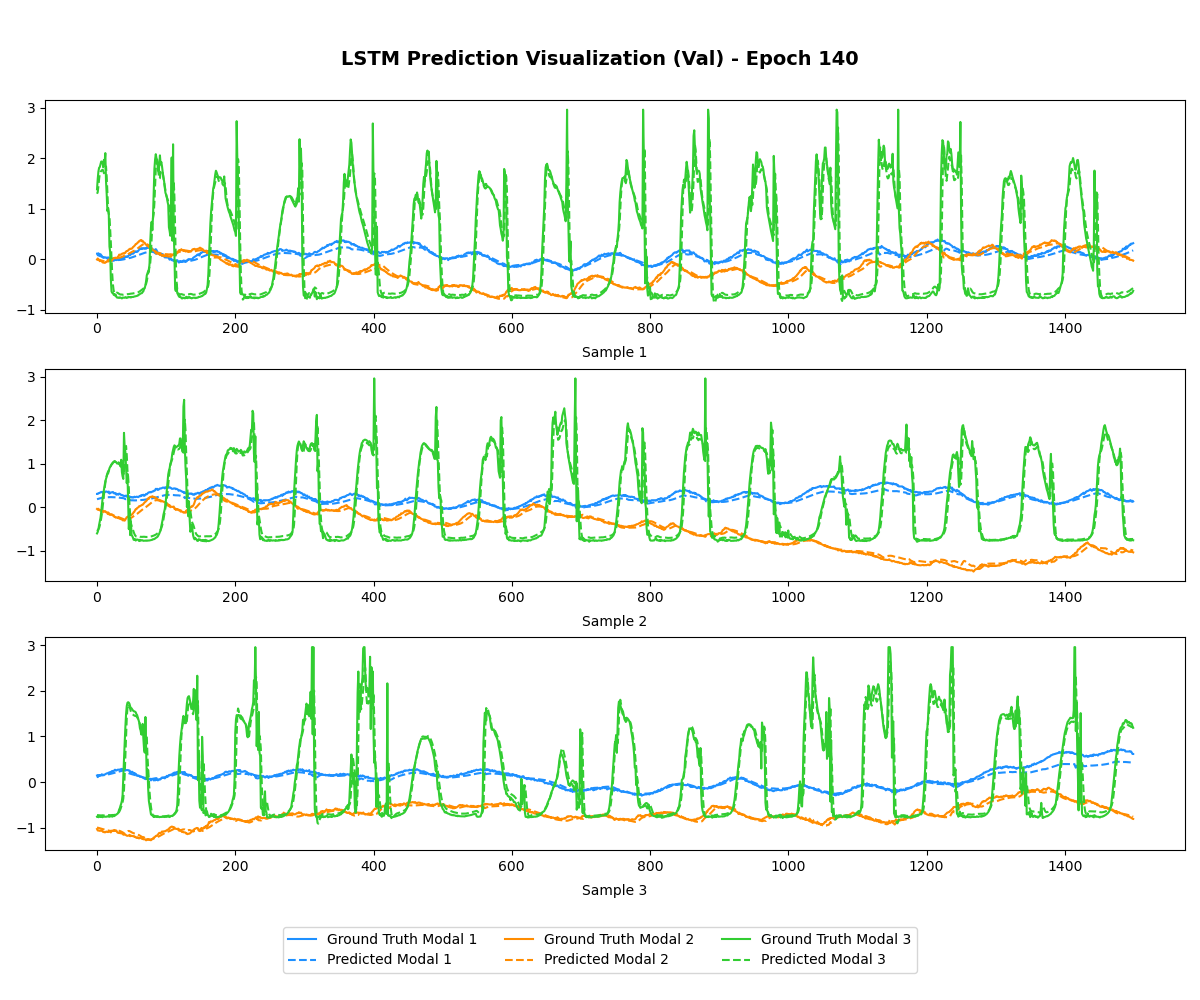 LSTM Prediction Visualization (Val) - Epoch 140
3
2
1
0
−1
0 200 400 600 800 1000 1200 1400
Sample 1
3
2
1
0
−1
0 200 400 600 800 1000 1200 1400
Sample 2
3
2
1
0
−1
0 200 400 600 800 1000 1200 1400
Sample 3
Ground Truth Modal 1 Ground Truth Modal 2 Ground Truth Modal 3
Predicted Modal 1 Predicted Modal 2 Predicted Modal 3